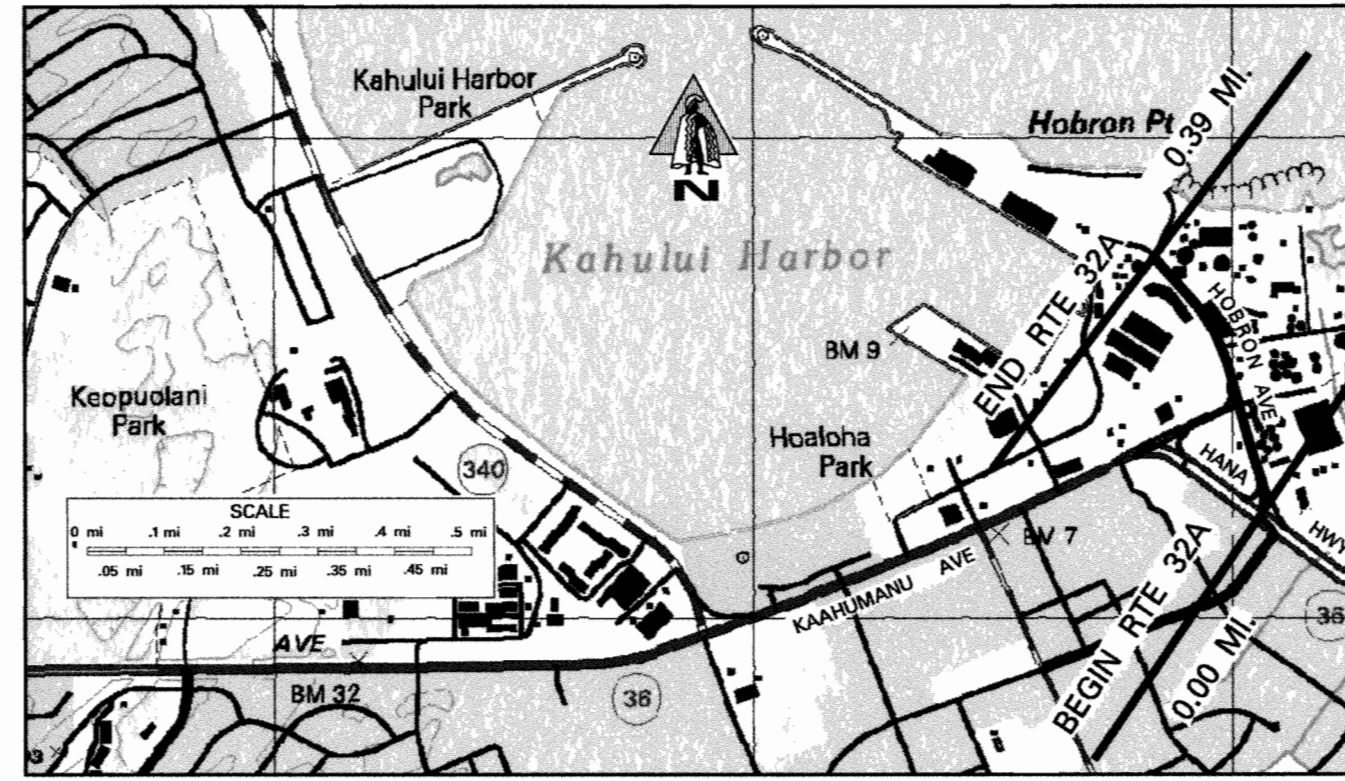 Kahului Harbor
Park
N
Hobron Pt
0.39 MI.
Kahului Harbor
END RTE 32A
HOBRON AVE
BM 9
Keopuolani
Park
Hoaloha
Park
340
HANA
HWY
SCALE
0 mi .1 mi .2 mi .3 mi .4 mi .5 mi
.05 mi .15 mi .25 mi .35 mi .45 mi
BM 7
KAAHUMANU AVE
BEGIN RTE 32A
0.00 MI.
36
AVE
BM 32
36